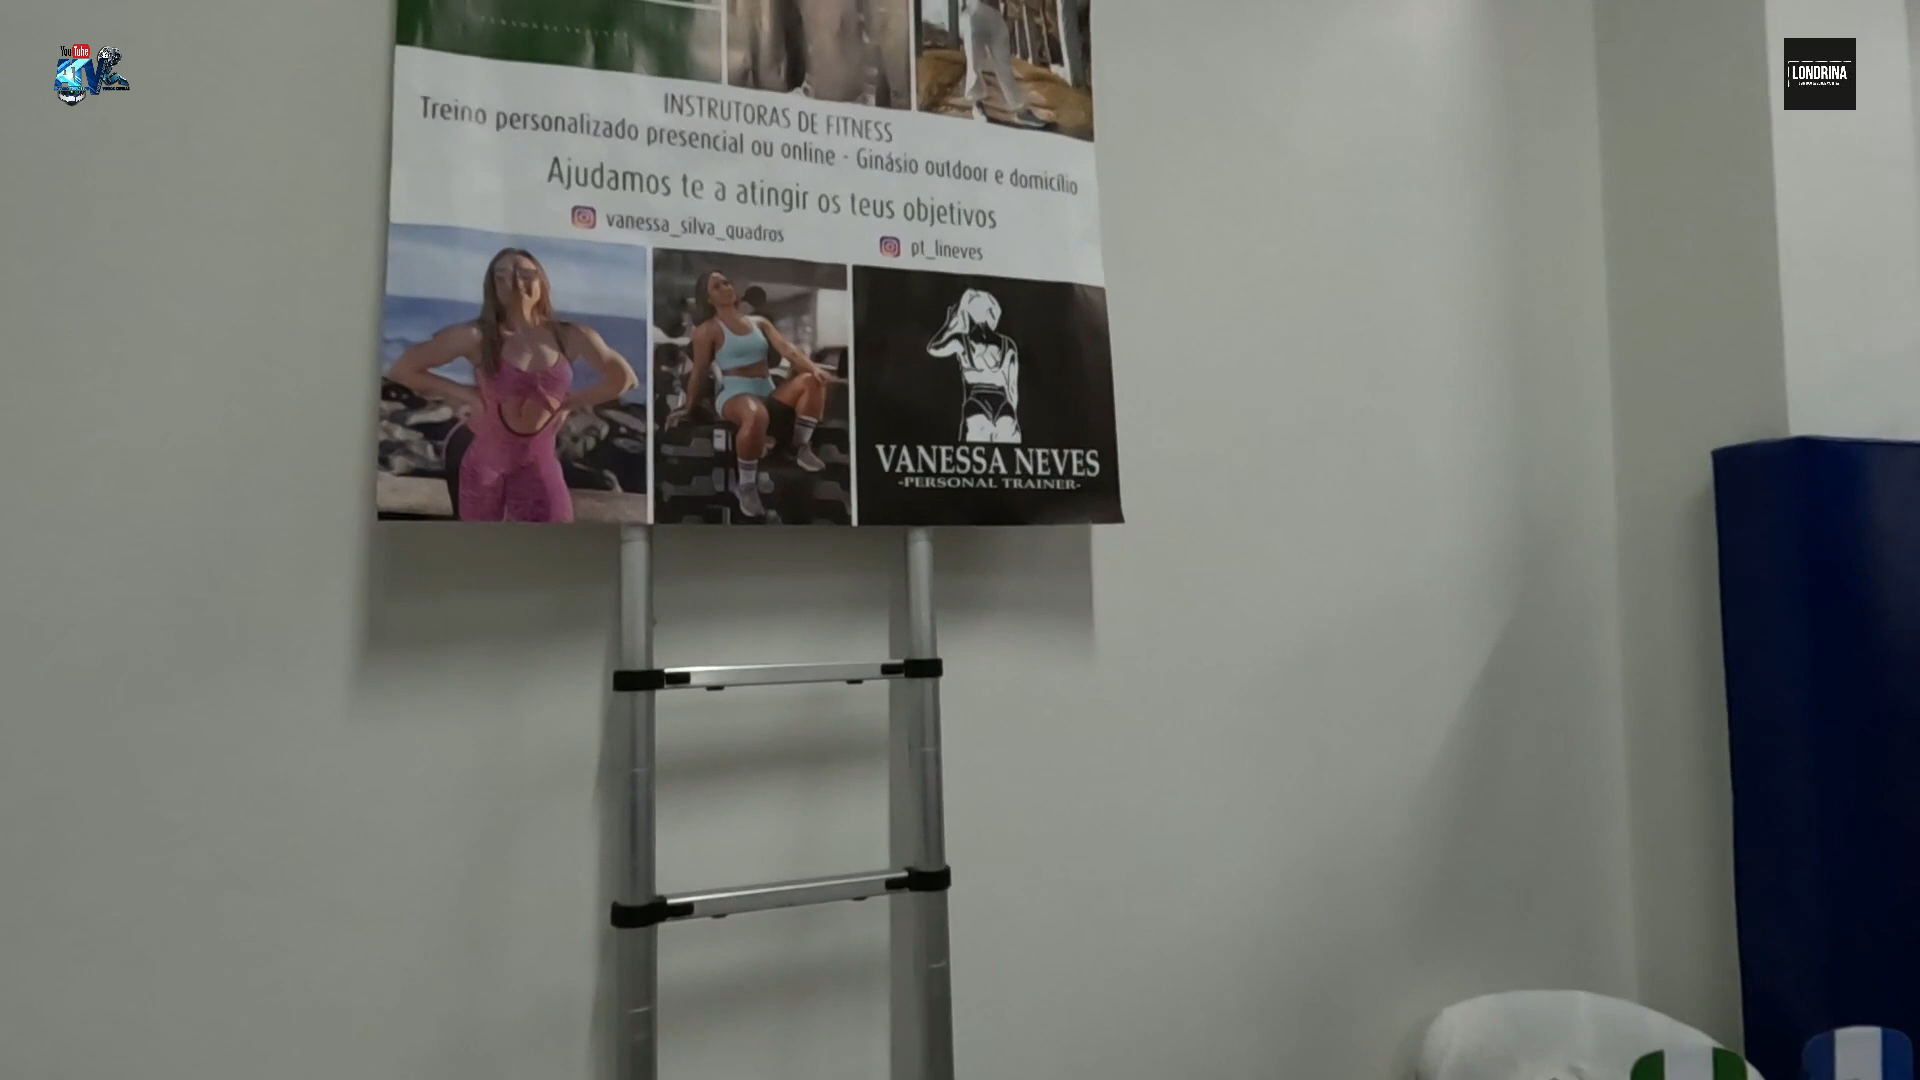 YouTube
LONDRINA
INSTRUTORAS DE FITNESS
Treino personalizado presencial ou online - Ginásio outdoor e domicílio
Ajudamos te a atingir os teus objetivos
vanessa_silva_quadros
pt_lineves
VANESSA NEVES
-PERSONAL TRAINER-